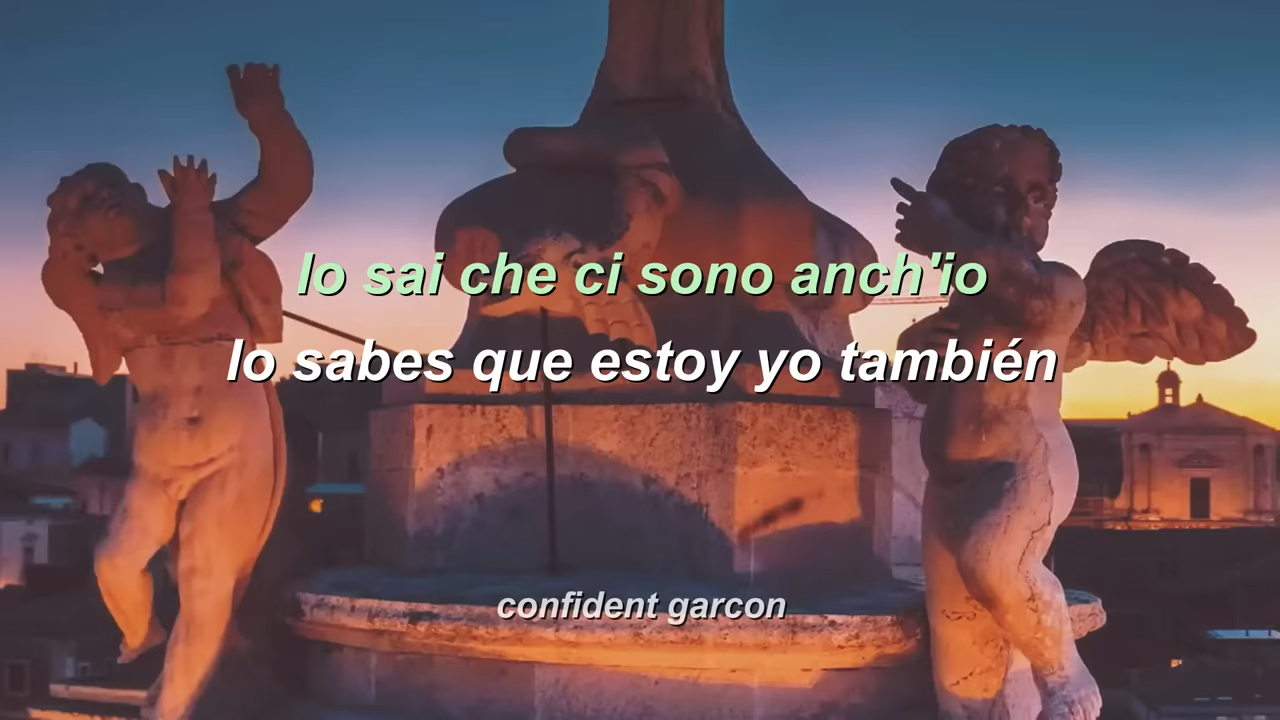 lo sai che ci sono anch'io
lo sabes que estoy yo también
confident garcon